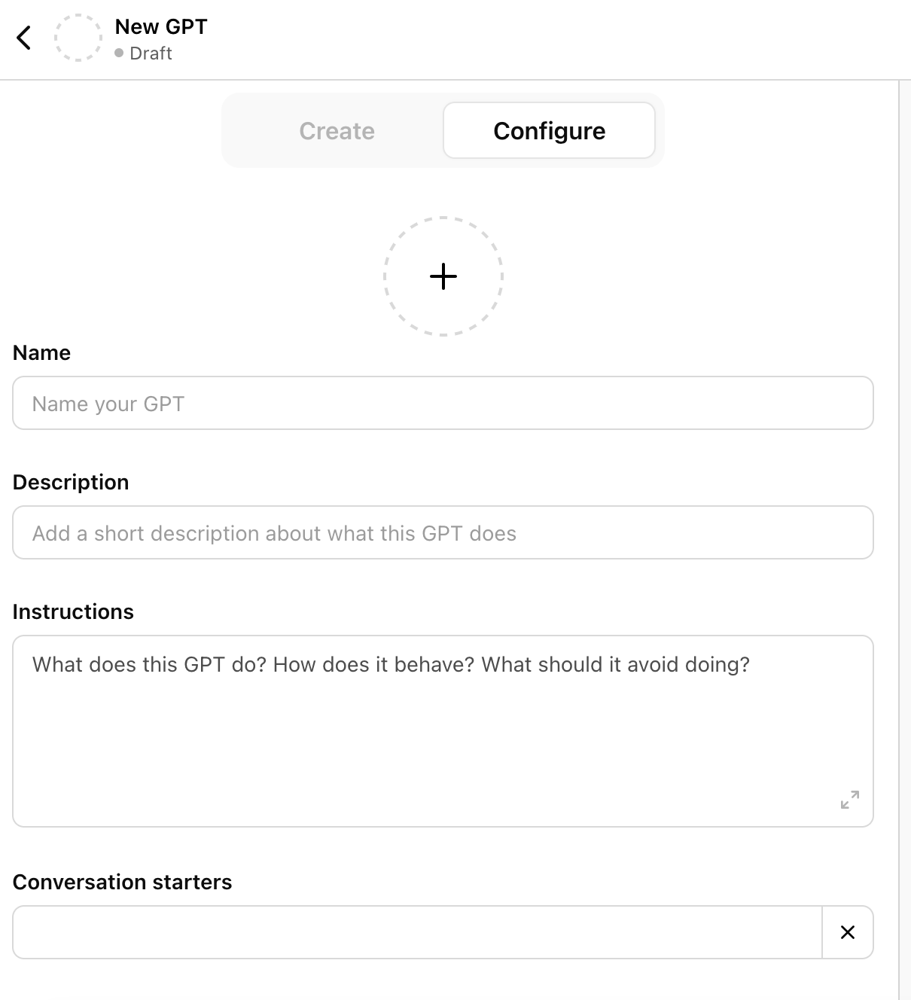 New GPT
Draft
Create
Configure
Name
Name your GPT
Description
Add a short description about what this GPT does
Instructions
What does this GPT do? How does it behave? What should it avoid doing?
Conversation starters